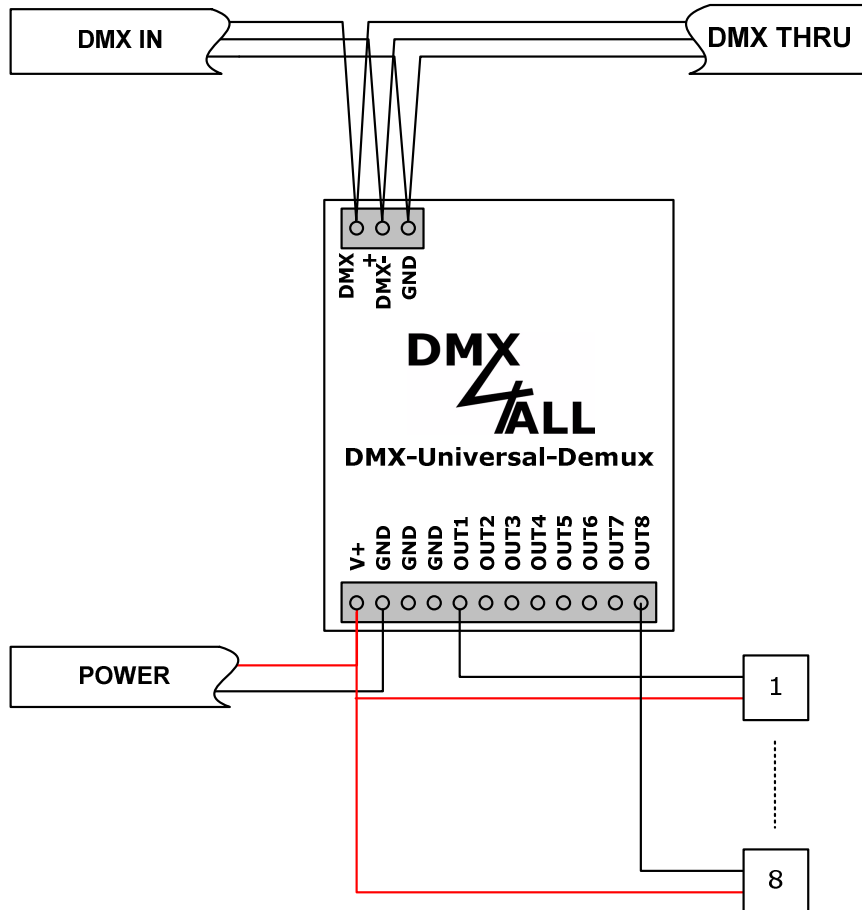 DMX IN
DMX THRU
DMX +
DMX-
GND
DMX
4
ALL
DMX-Universal-Demux
V+
GND
GND
GND
OUT1
OUT2
OUT3
OUT4
OUT5
OUT6
OUT7
OUT8
POWER
1
8